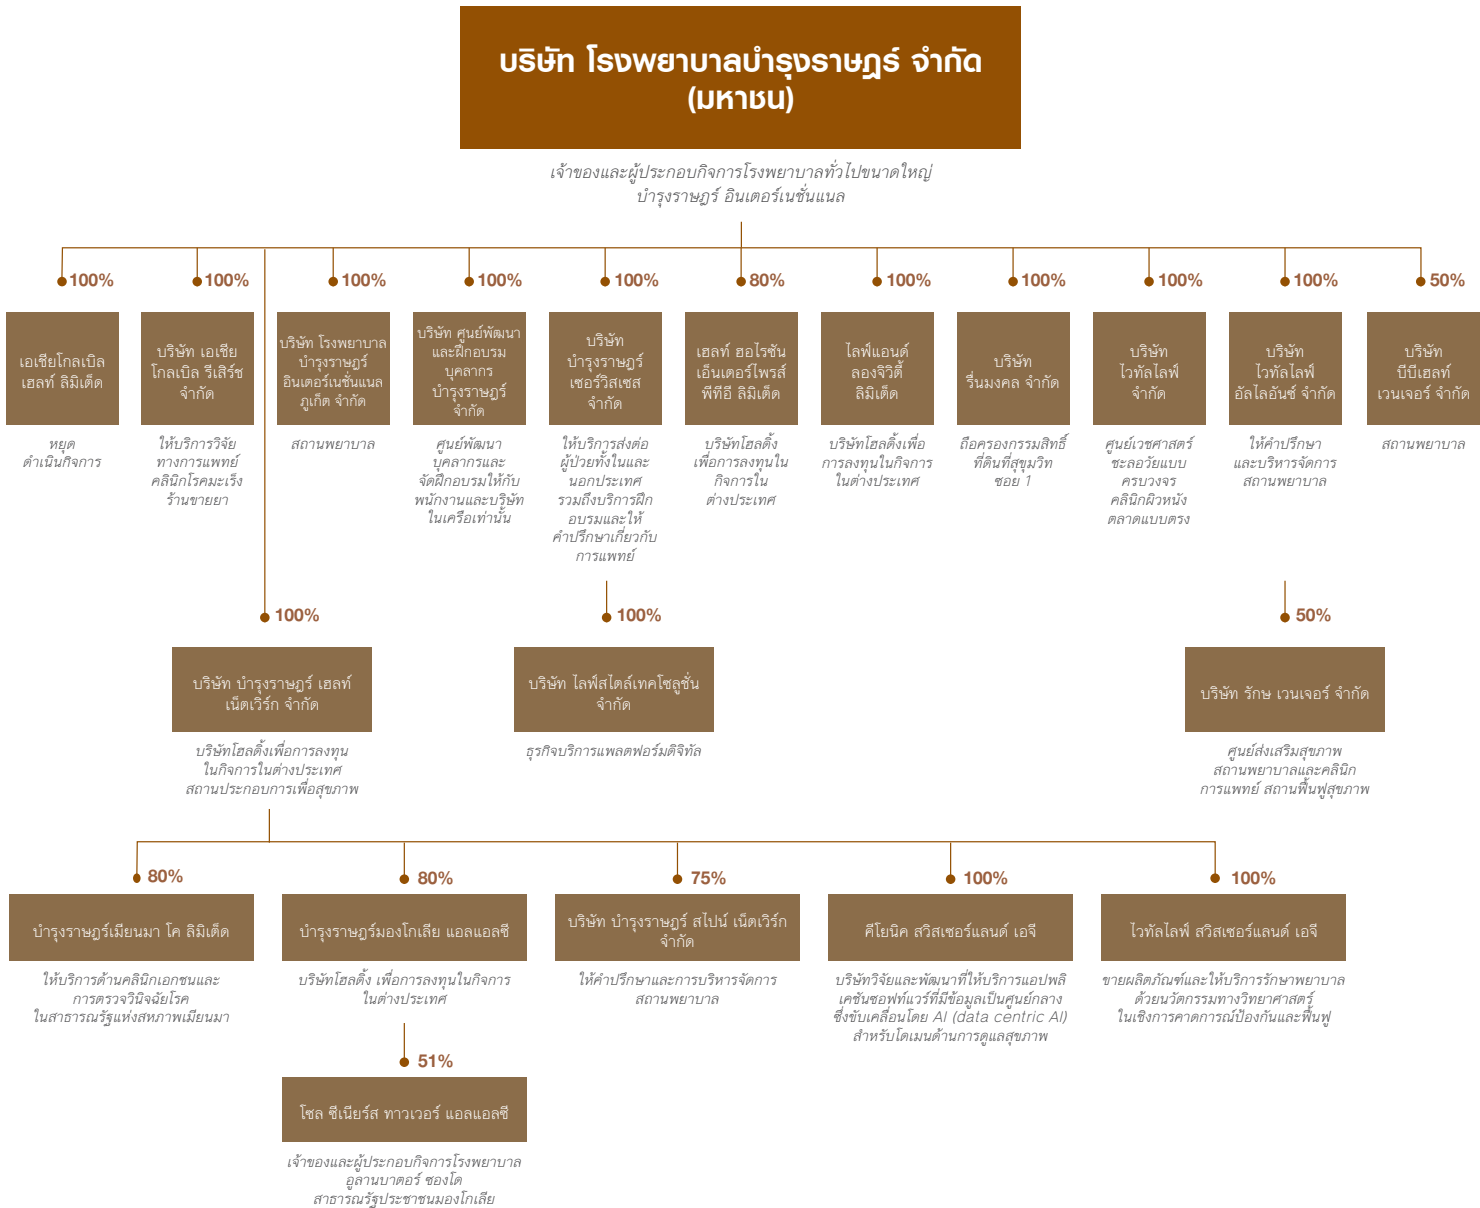 บริษัท โรงพยาบาลบำรุงราษฎร์ จำกัด
(มหาชน)
เจ้าของและผู้ประกอบกิจการโรงพยาบาลทั่วไปขนาดใหญ่
บำรุงราษฎร์ อินเตอร์เนชั่นแนล
100%
100%
100%
100%
100%
80%
100%
100%
100%
100%
50%
เอเชียโกลเบิล
เฮลท์ ลิมิเต็ด
หยุด
ดำเนินกิจการ
บริษัท เอเชีย
โกลเบิล รีเสิร์ช
จำกัด
ให้บริการวิจัย
ทางการแพทย์
คลินิกโรคมะเร็ง
ร้านขายยา
บริษัท โรงพยาบาล
บำรุงราษฎร์
อินเตอร์เนชั่นแนล
ภูเก็ต จำกัด
สถานพยาบาล
บริษัท ศูนย์พัฒนา
และฝึกอบรม
บุคลากร
บำรุงราษฎร์
จำกัด
ศูนย์พัฒนา
บุคลากรและ
จัดฝึกอบรมให้กับ
พนักงานและบริษัท
ในเครือเท่านั้น
บริษัท
บำรุงราษฎร์
เซอร์วิสเซส
จำกัด
ให้บริการส่งต่อ
ผู้ป่วยทั้งในและ
นอกประเทศ
รวมถึงบริการฝึก
อบรมและให้
คำปรึกษาเกี่ยวกับ
การแพทย์
เฮลท์ ฮอไรซัน
เอ็นเตอร์ไพรส์
พีทีอี ลิมิเต็ด
บริษัทโฮลดิ้ง
เพื่อการลงทุนใน
กิจการใน
ต่างประเทศ
ไลฟ์แอนด์
ลองจิวิตี้
ลิมิเต็ด
บริษัทโฮลดิ้งเพื่อ
การลงทุนในกิจการ
ในต่างประเทศ
บริษัท
รื่นมงคล จำกัด
ถือครองกรรมสิทธิ์
ที่ดินที่สุขุมวิท
ซอย 1
บริษัท
ไวทัลไลฟ์
จำกัด
ศูนย์เวชศาสตร์
ชะลอวัยแบบ
ครบวงจร
คลินิกผิวหนัง
ตลาดแบบตรง
บริษัท
ไวทัลไลฟ์
อัลไลอันซ์ จำกัด
ให้คำปรึกษา
และบริหารจัดการ
สถานพยาบาล
บริษัท
บีบีเฮลท์
เวนเจอร์ จำกัด
สถานพยาบาล
100%
100%
50%
บริษัท บำรุงราษฎร์ เฮลท์
เน็ตเวิร์ก จำกัด
บริษัทโฮลดิ้งเพื่อการลงทุน
ในกิจการในต่างประเทศ
สถานประกอบการเพื่อสุขภาพ
บริษัท ไลฟ์สไตล์เทคโซลูชั่น
จำกัด
ธุรกิจบริการแพลตฟอร์มดิจิทัล
บริษัท รักษ เวนเจอร์ จำกัด
ศูนย์ส่งเสริมสุขภาพ
สถานพยาบาลและคลินิก
การแพทย์ สถานฟื้นฟูสุขภาพ
80%
80%
75%
100%
100%
บำรุงราษฎร์เมียนมา โค ลิมิเต็ด
ให้บริการด้านคลินิกเอกชนและ
การตรวจวินิจฉัยโรค
ในสาธารณรัฐแห่งสหภาพเมียนมา
บำรุงราษฎร์มองโกเลีย แอลแอลซี
บริษัทโฮลดิ้ง เพื่อการลงทุนในกิจการ
ในต่างประเทศ
บริษัท บำรุงราษฎร์ สไปน์ เน็ตเวิร์ก
จำกัด
ให้คำปรึกษาและการบริหารจัดการ
สถานพยาบาล
คีโยนิค สวิสเซอร์แลนด์ เอจี
บริษัทวิจัยและพัฒนาที่ให้บริการแอปพลิ
เคชันซอฟท์แวร์ที่มีข้อมูลเป็นศูนย์กลาง
ซึ่งขับเคลื่อนโดย AI (data centric AI)
สำหรับโดเมนด้านการดูแลสุขภาพ
ไวทัลไลฟ์ สวิสเซอร์แลนด์ เอจี
ขายผลิตภัณฑ์และให้บริการรักษาพยาบาล
ด้วยนวัตกรรมทางวิทยาศาสตร์
ในเชิงการคาดการณ์ป้องกันและฟื้นฟู
51%
โซล ซีเนียร์ส ทาวเวอร์ แอลแอลซี
เจ้าของและผู้ประกอบกิจการโรงพยาบาล
อูลานบาตอร์ ซองโด
สาธารณรัฐประชาชนมองโกเลีย